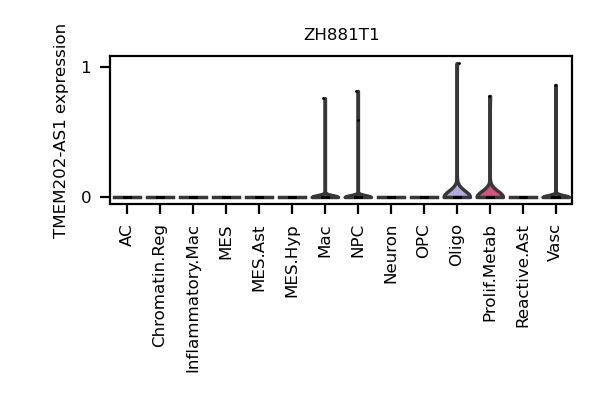 ZH881T1
TMEM202-AS1 expression
1
0
AC
Chromatin.Reg
Inflammatory.Mac
MES
MES.Ast
MES.Hyp
Mac
NPC
Neuron
OPC
Oligo
Prolif.Metab
Reactive.Ast
Vasc